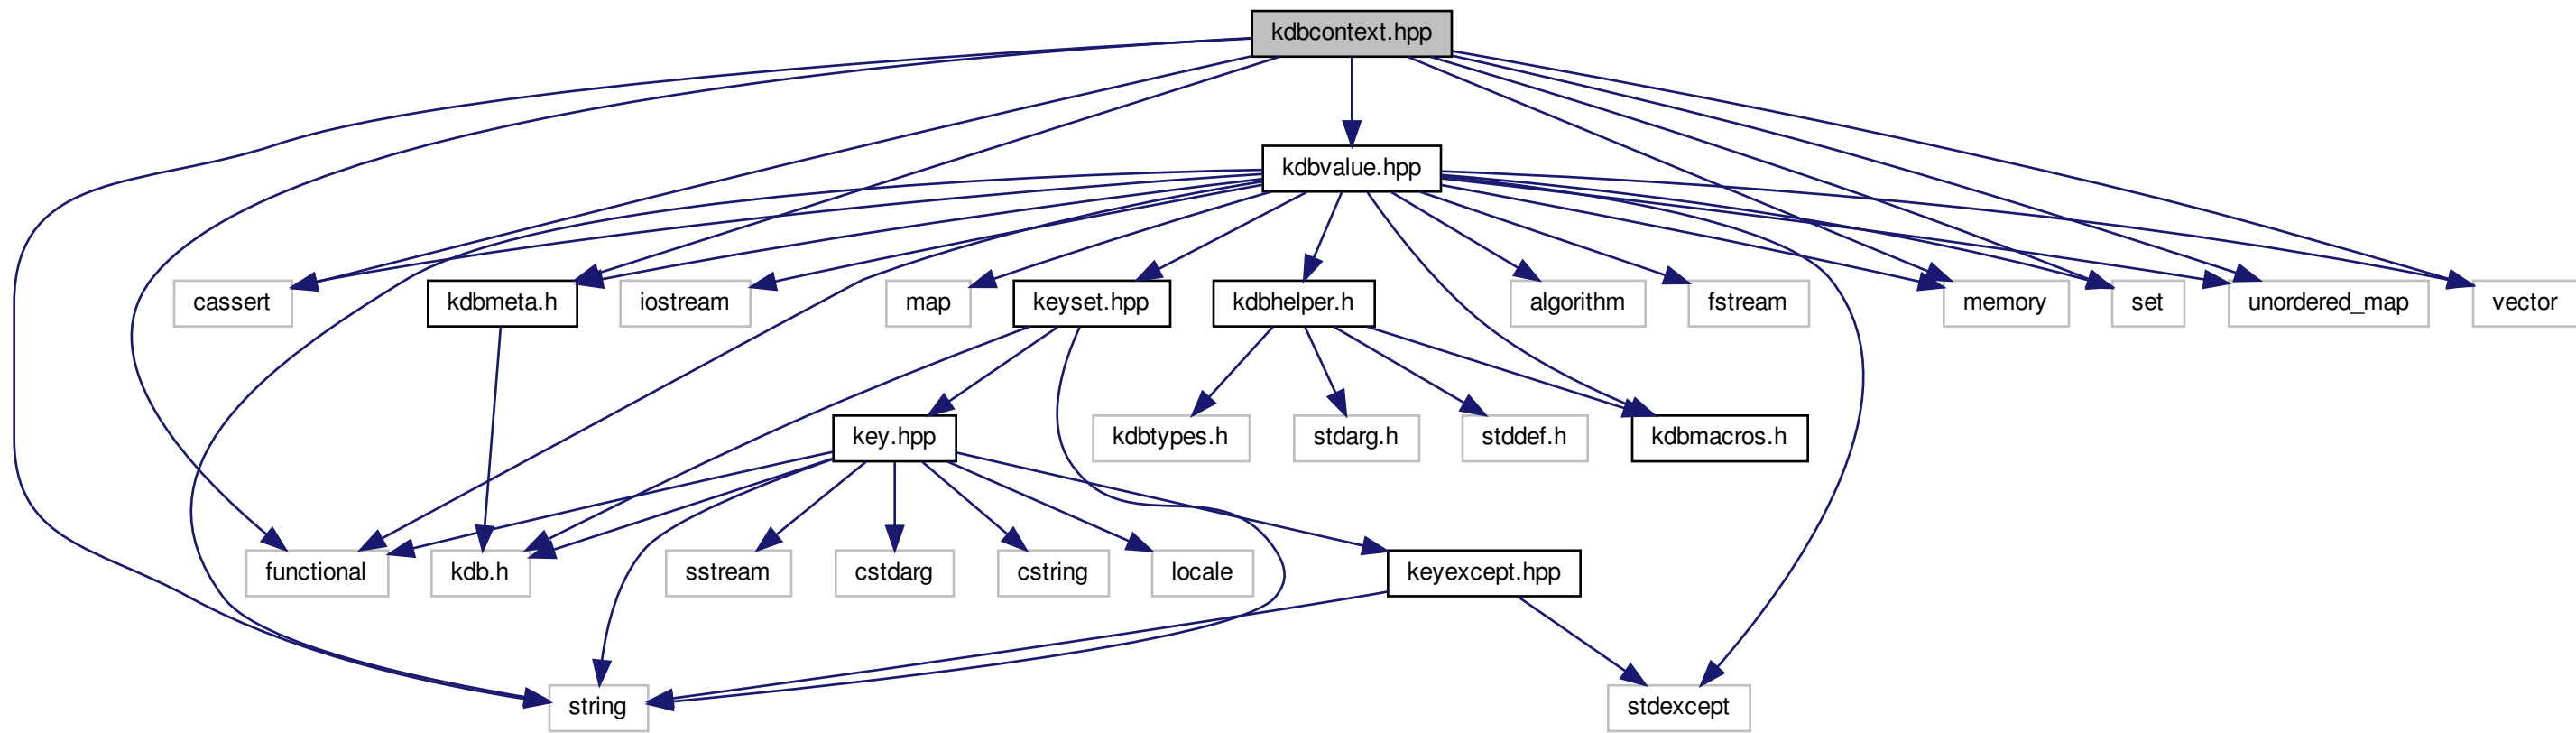 kdbcontext.hpp
kdbvalue.hpp
cassert
kdbmeta.h
iostream
map
keyset.hpp
kdbhelper.h
algorithm
fstream
memory
set
unordered_map
vector
key.hpp
kdbtypes.h
stdarg.h
stddef.h
kdbmacros.h
functional
kdb.h
sstream
cstdarg
cstring
locale
keyexcept.hpp
string
stdexcept